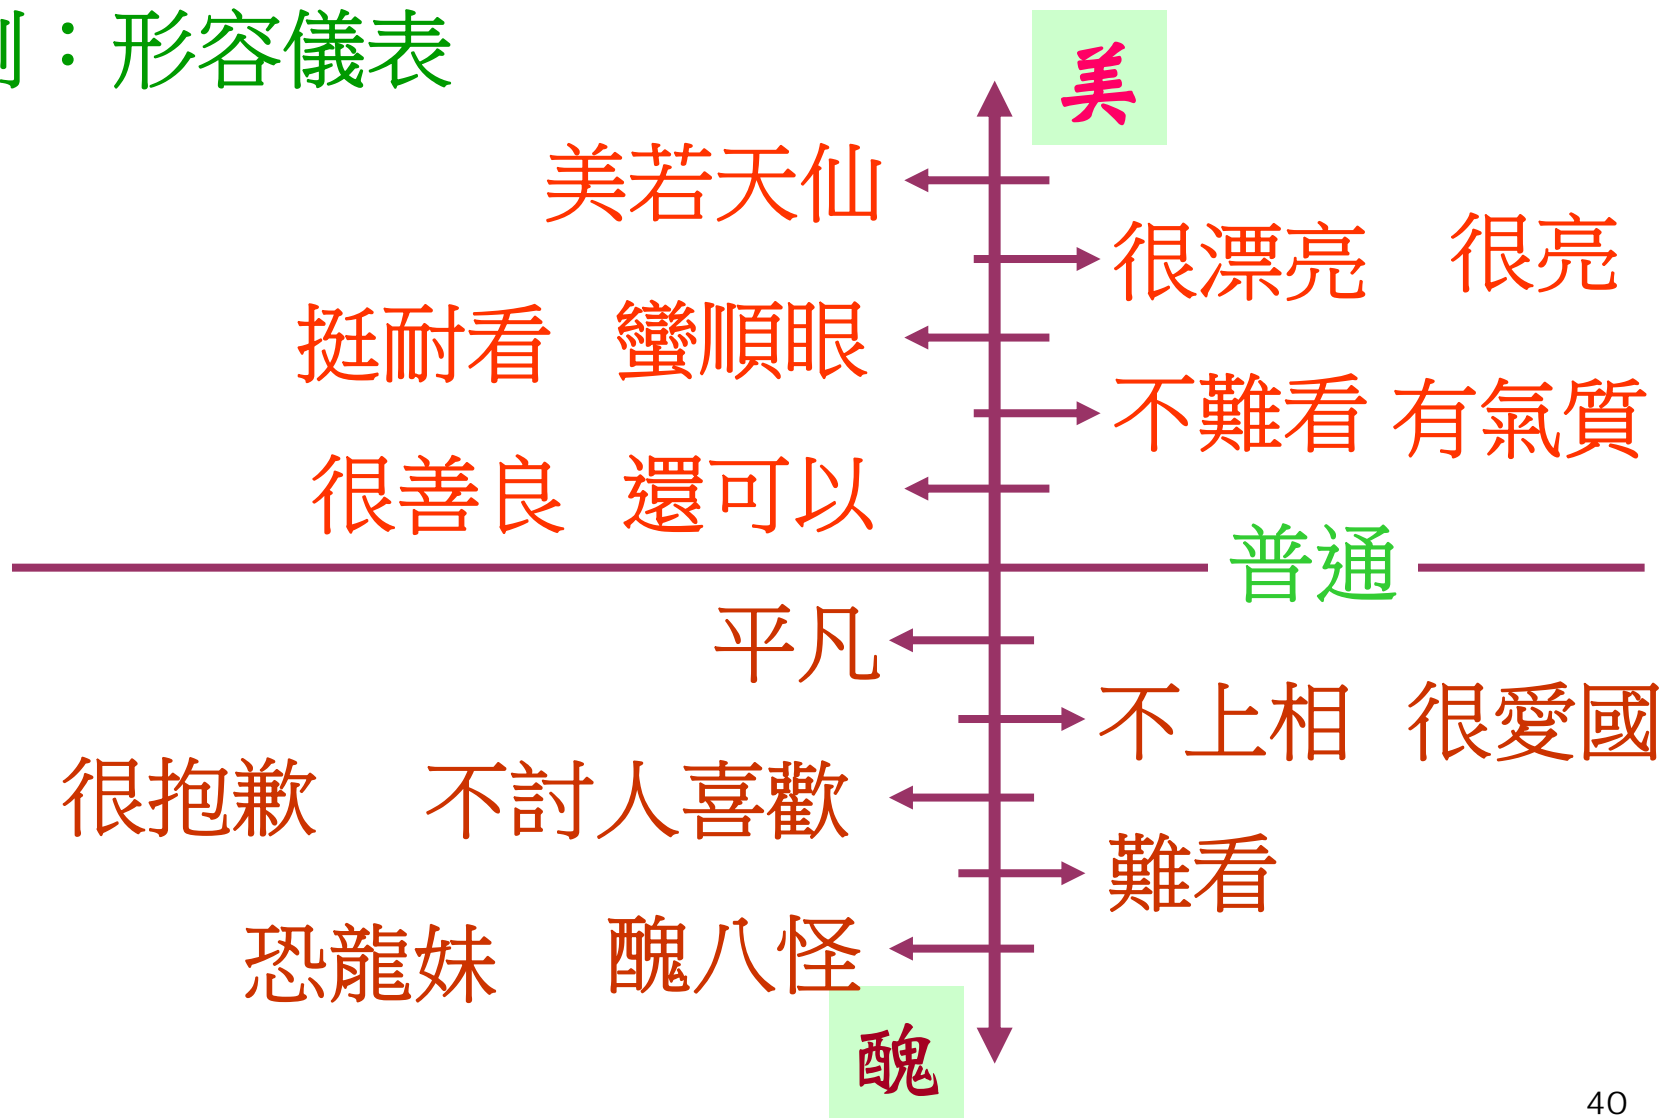 例：形容儀表
美
美若天仙
很漂亮 很亮
挺耐看 蠻順眼
不難看 有氣質
很善良 還可以
普通
平凡
不上相 很愛國
很抱歉 不討人喜歡
難看
恐龍妹 醜八怪
醜
40